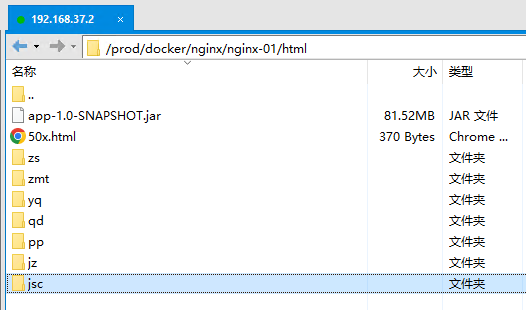 192.168.37.2 ×
/prod/docker/nginx/nginx-01/html
名称 大小 类型
..
app-1.0-SNAPSHOT.jar 81.52MB JAR 文件
50x.html 370 Bytes Chrome ...
zs 文件夹
zmt 文件夹
yq 文件夹
qd 文件夹
pp 文件夹
jz 文件夹
jsc 文件夹